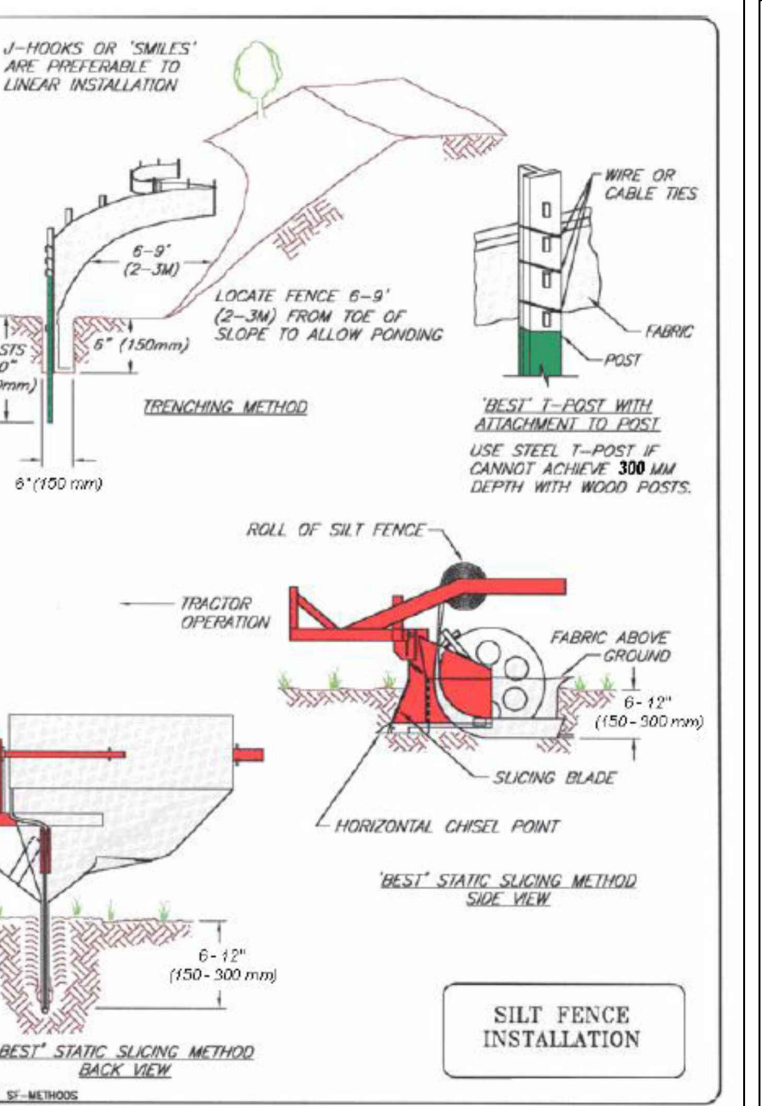 J-HOOKS OR 'SMILES'
ARE PREFERABLE TO
LINEAR INSTALLATION
WIRE OR
CABLE TIES
6-9'
(2-3M)
LOCATE FENCE 6-9'
(2-3M) FROM TOE OF
SLOPE TO ALLOW PONDING
6" (150mm)
FABRIC
POST
TRENCHING METHOD
6"(150 mm)
'BEST' T-POST WITH
ATTACHMENT TO POST
USE STEEL T-POST IF
CANNOT ACHIEVE 300 MM
DEPTH WITH WOOD POSTS.
ROLL OF SILT FENCE
TRACTOR
OPERATION
FABRIC ABOVE
GROUND
6-12"
(150-300 mm)
SLICING BLADE
HORIZONTAL CHISEL POINT
'BEST' STATIC SLICING METHOD
SIDE VIEW
6-12"
(150-300 mm)
BEST' STATIC SLICING METHOD
BACK VIEW
SILT FENCE
INSTALLATION
SF-METHODS